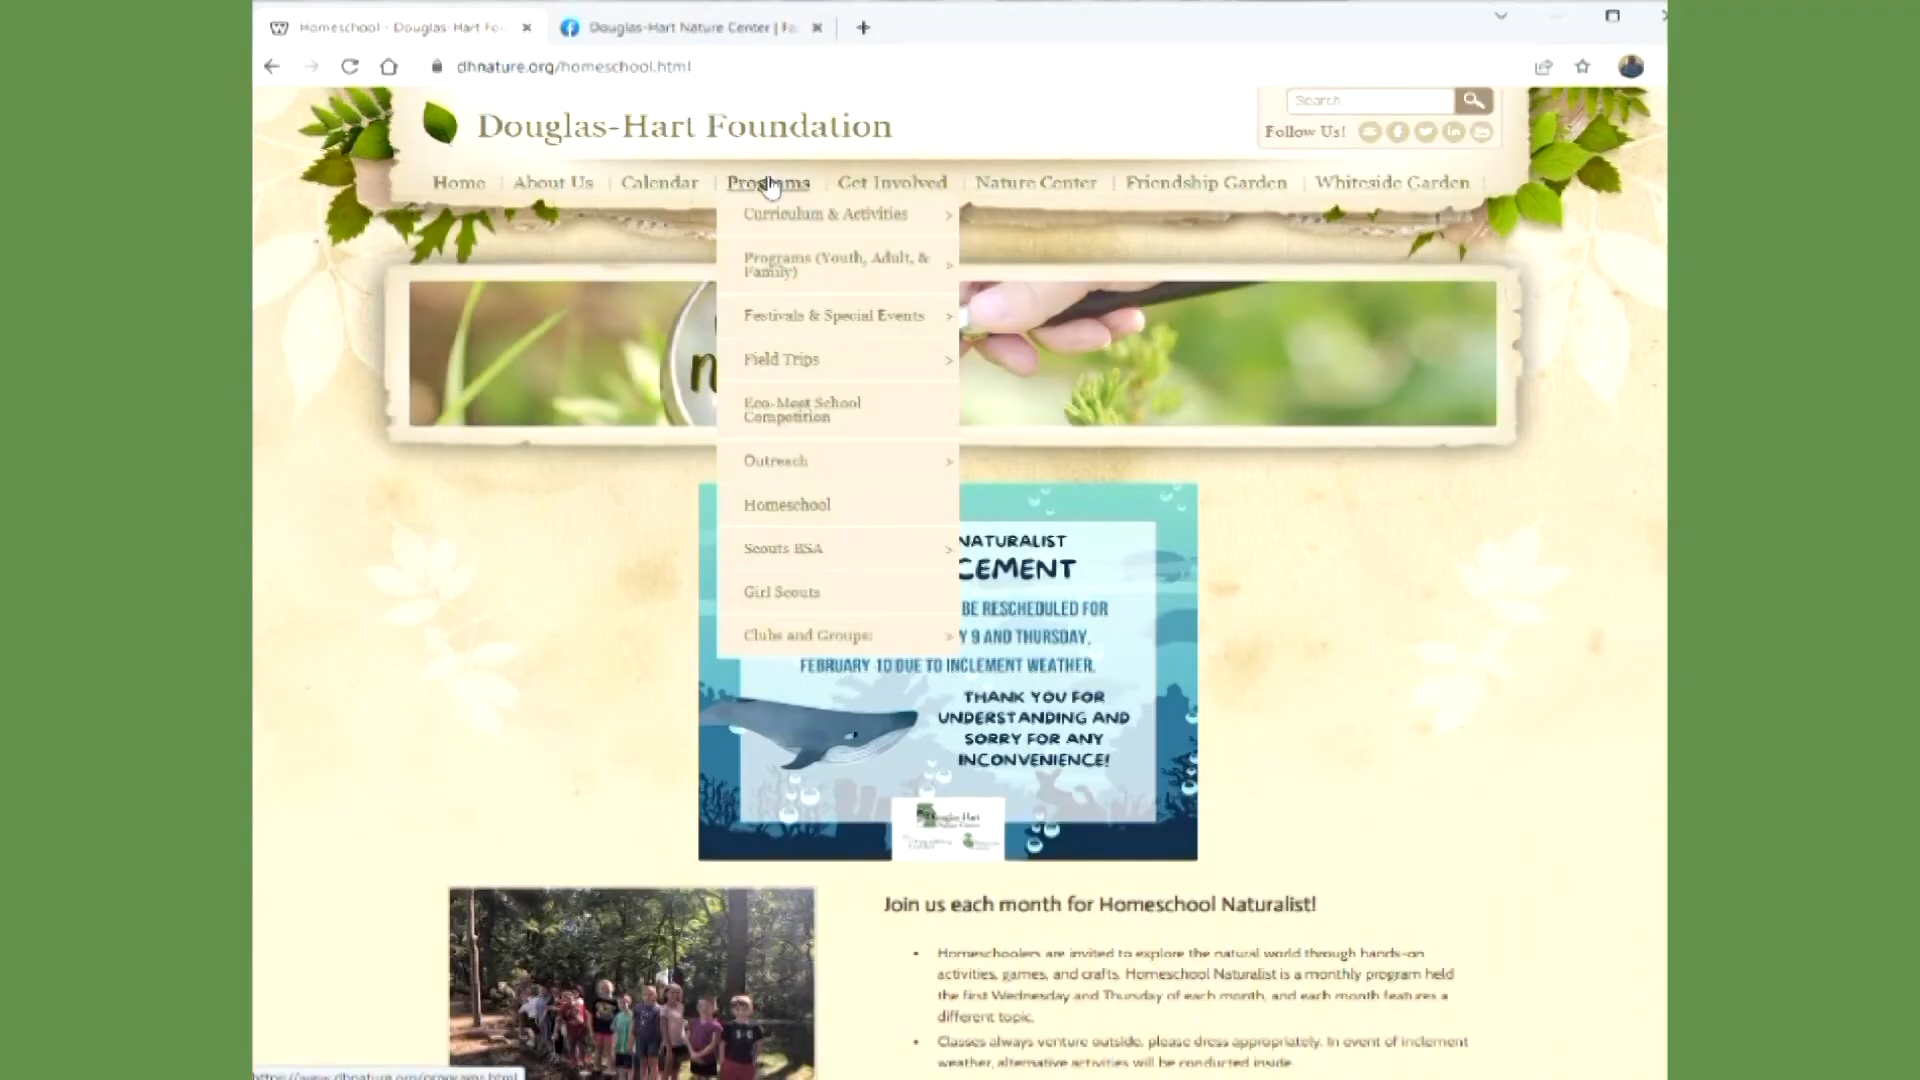 Homeschool - Douglas-Hart Fou
Douglas-Hart Nature Center | Fa
dhnature.org/homeschool.html
Douglas-Hart Foundation
Search
Follow Us!
Home About Us Calendar Programs Get Involved Nature Center Friendship Garden Whiteside Garden
Curriculum & Activities >
Programs (Youth, Adult, &
Family) >
Festivals & Special Events >
Field Trips >
Eco-Meet School
Competition
Outreach >
Homeschool
Scouts BSA >
Girl Scouts
Clubs and Groups: >
n
NATURALIST
CEMENT
BE RESCHEDULED FOR
Y 9 AND THURSDAY,
FEBRUARY 10 DUE TO INCLEMENT WEATHER.
THANK YOU FOR
UNDERSTANDING AND
SORRY FOR ANY
INCONVENIENCE!
Douglas-Hart
Join us each month for Homeschool Naturalist!
• Homeschoolers are invited to explore the natural world through hands-on
activities, games, and crafts. Homeschool Naturalist is a monthly program held
the first Wednesday and Thursday of each month, and each month features a
different topic.
• Classes always venture outside, please dress appropriately. In event of inclement
weather, alternative activities will be conducted inside.
https://www.dhnature.org/programs.html